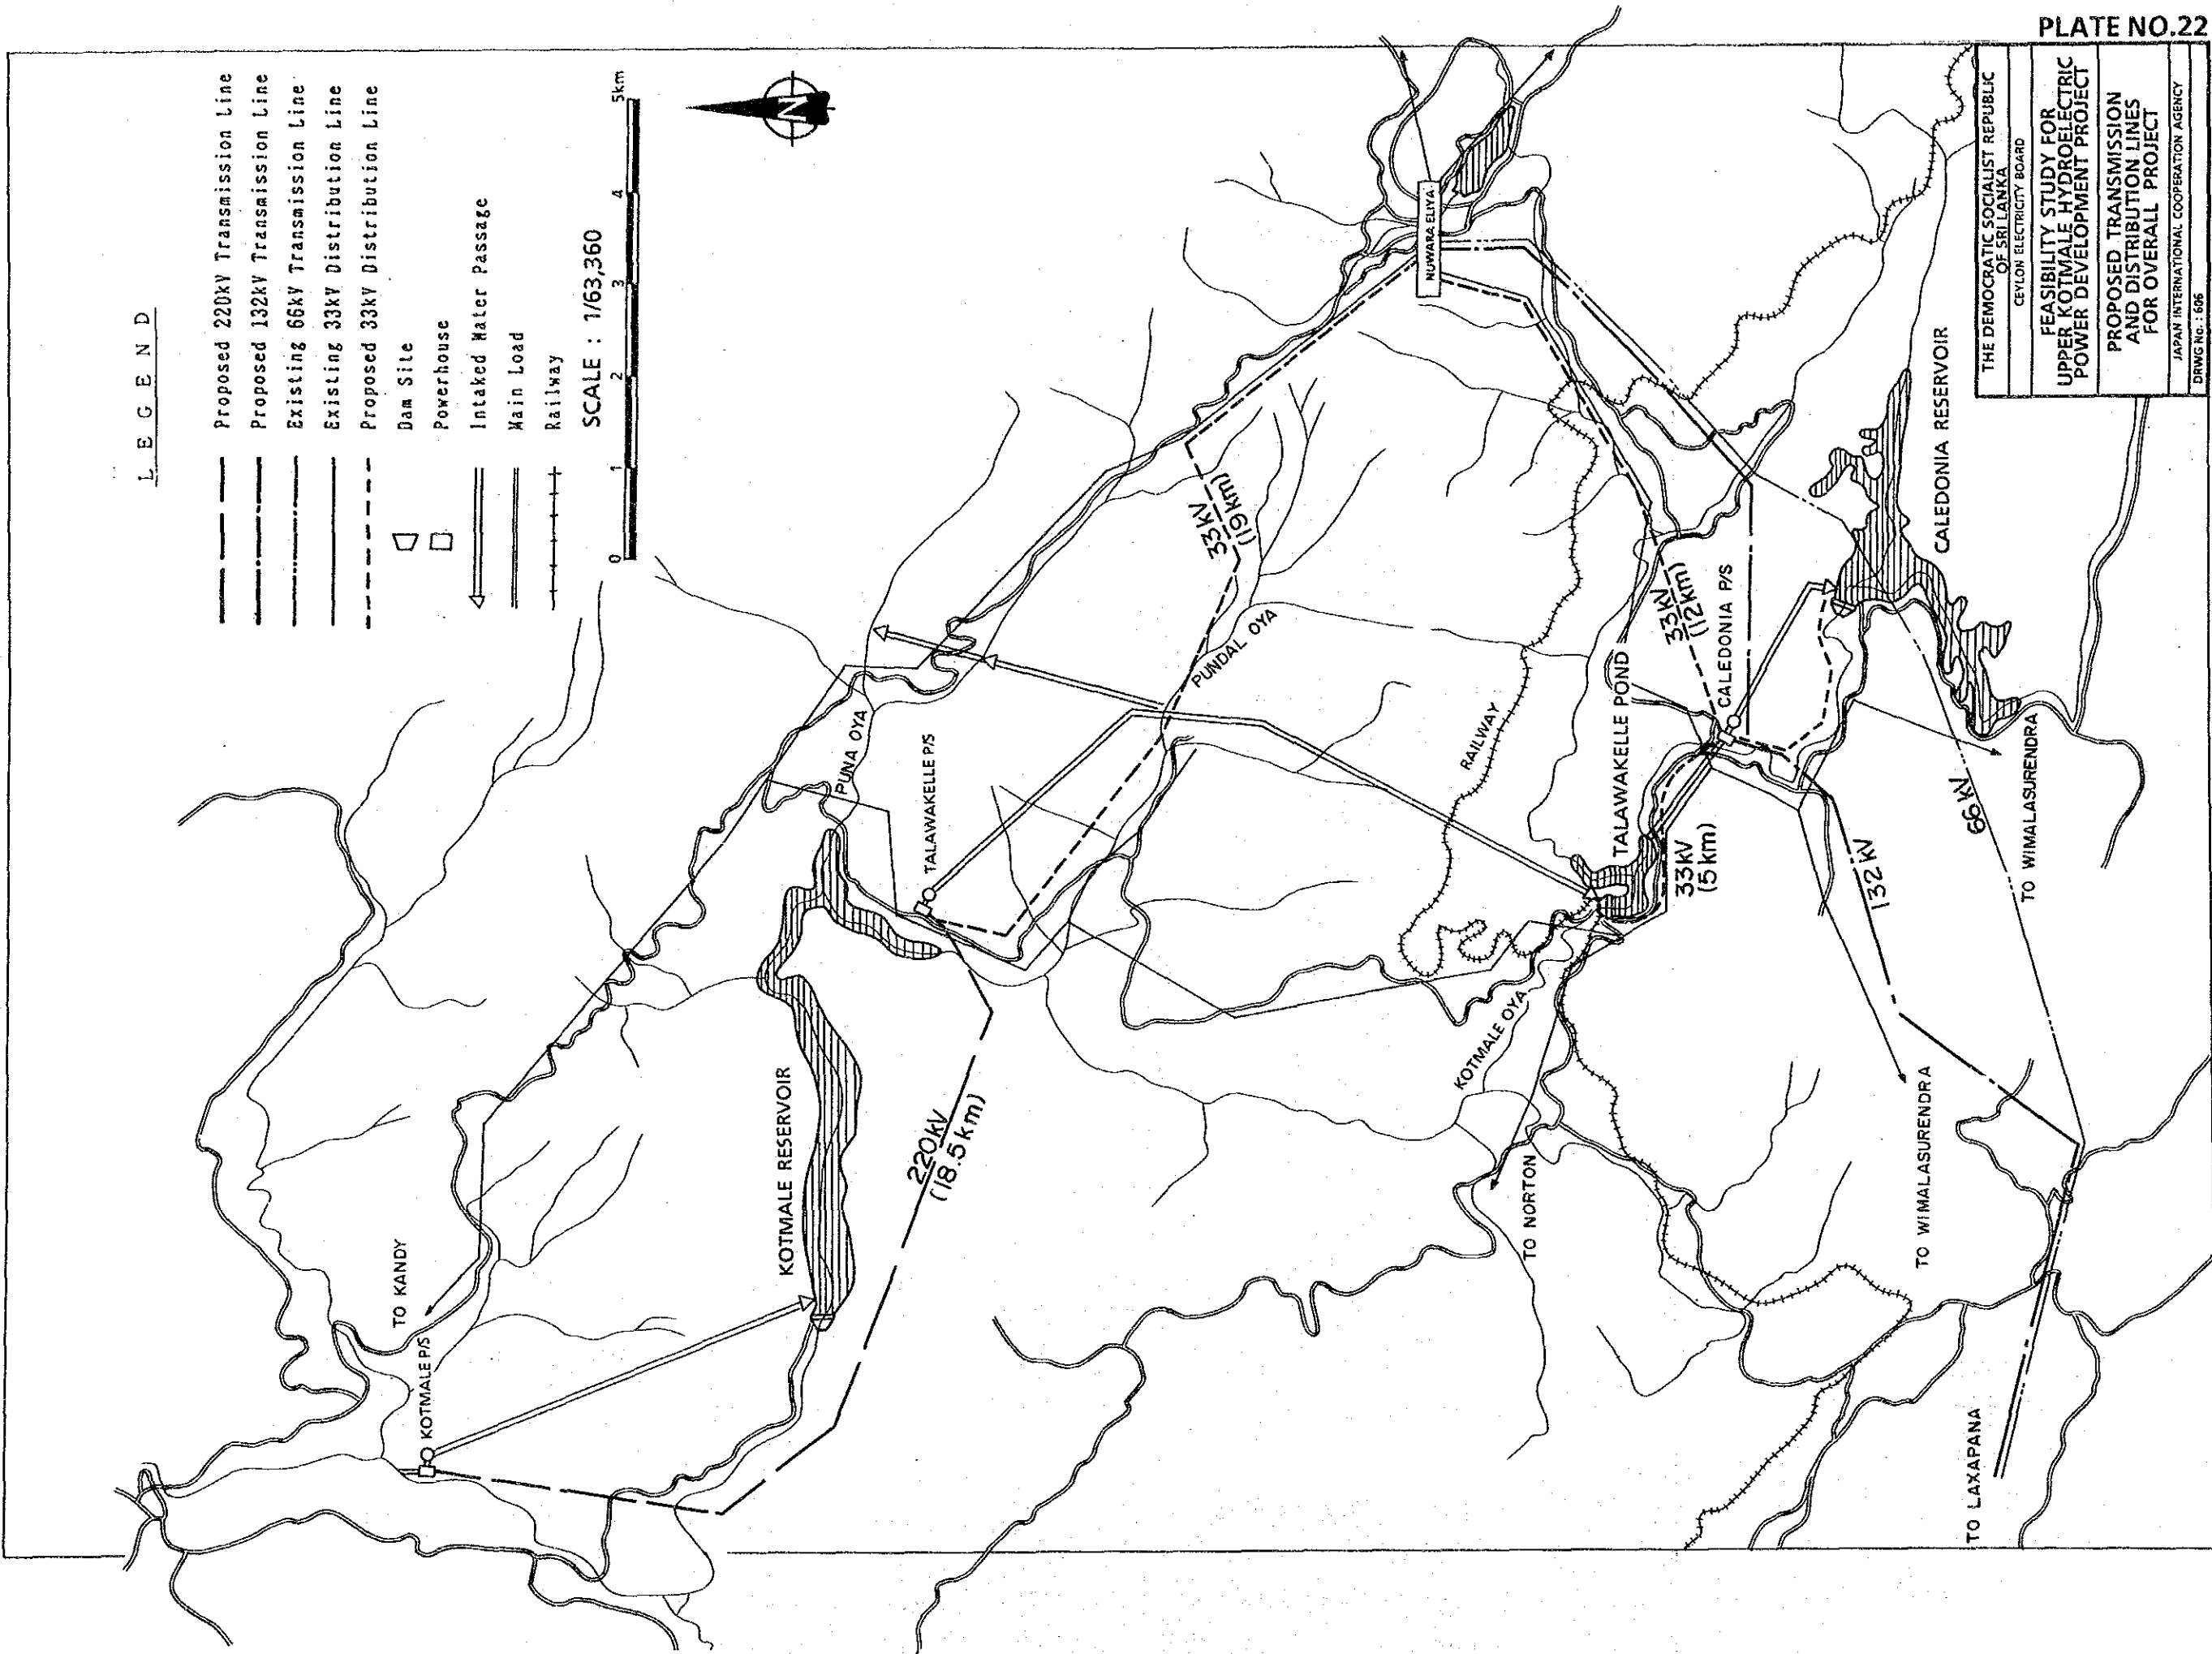 PLATE NO.22
LEGEND
Proposed 220kV Transmission Line
Proposed 132kV Transmission Line
Existing 66kV Transmission Line
Existing 33kV Distribution Line
Proposed 33kV Distribution Line
Dam Site
Powerhouse
Intaked Water Passage
Main Load
Railway
SCALE : 1/63,360
0 1 2 3 4 5km
N
TO KANDY
KOTMALE P/S
KOTMALE RESERVOIR
220kV
(18.5km)
PUNA OYA
TALAWAKELLE P/S
PUNDAL OYA
33kV
(19km)
NUWARA ELIYA
RAILWAY
KOTMALE OYA
TALAWAKELLE POND
33kV
(12km)
CALEDONIA P/S
33kV
(5km)
CALEDONIA RESERVOIR
132kV
66kV
TO WIMALASURENDRA
TO WIMALASURENDRA
TO NORTON
TO LAXAPANA
THE DEMOCRATIC SOCIALIST REPUBLIC
OF SRI LANKA
CEYLON ELECTRICITY BOARD
FEASIBILITY STUDY FOR
UPPER KOTMALE HYDROELECTRIC
POWER DEVELOPMENT PROJECT
PROPOSED TRANSMISSION
AND DISTRIBUTION LINES
FOR OVERALL PROJECT
JAPAN INTERNATIONAL COOPERATION AGENCY
DRWG No.: 606